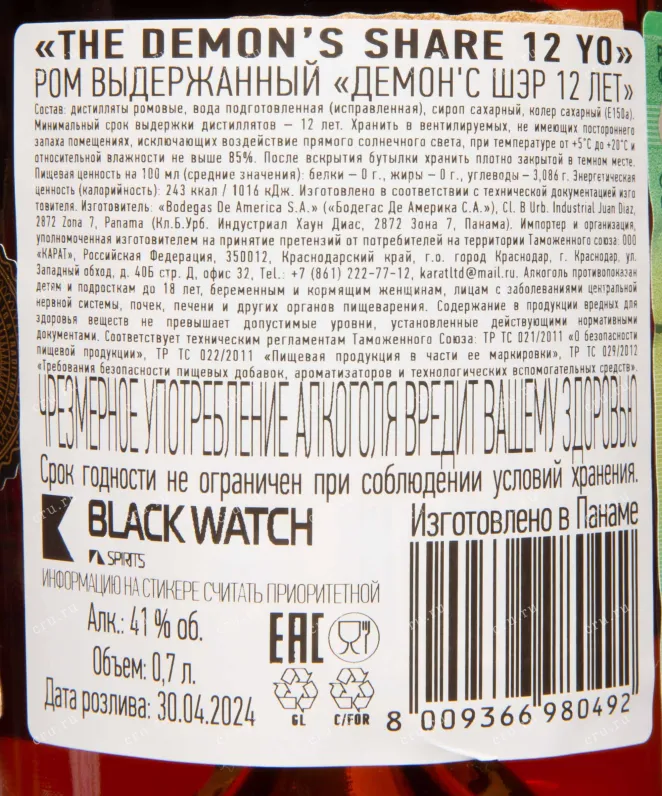 «THE DEMON'S SHARE 12 YO»
РОМ ВЫДЕРЖАННЫЙ «ДЕМОН'С ШЭР 12 ЛЕТ»
Состав: дистилляты ромовые, вода подготовленная (исправленная), сироп сахарный, колер сахарный (Е150а).
Минимальный срок выдержки дистиллятов – 12 лет. Хранить в вентилируемых, не имеющих постороннего
запаха помещениях, исключающих воздействие прямого солнечного света, при температуре от +5°С до +20°С и
относительной влажности не выше 85%. После вскрытия бутылки хранить плотно закрытой в темном месте.
Пищевая ценность на 100 мл (средние значения): белки – 0 г., жиры – 0 г., углеводы – 3,086 г. Энергетическая
ценность (калорийность): 243 ккал / 1016 кДж. Изготовлено в соответствии с технической документацией изго
товителя. Изготовитель: «Bodegas De America S.A.» («Бодегас Де Америка С.А.»), Cl. B Urb. Industrial Juan Diaz,
2872 Zona 7, Panama (Кл.Б.Урб. Индустриал Хаун Диас, 2872 Зона 7, Панама). Импортер и организация,
уполномоченная изготовителем на принятие претензий от потребителей на территории Таможенного союза: ООО
«КАРАТ», Российская Федерация, 350012, Краснодарский край, г.о. город Краснодар, г. Краснодар, ул.
Западный обход, д. 40Б стр. Д, офис 32, Tel.: +7 (861) 222-77-12, karatltd@mail.ru. Алкоголь противопоказан
детям и подросткам до 18 лет, беременным и кормящим женщинам, лицам с заболеваниями центральной
нервной системы, почек, печени и других органов пищеварения. Содержание в продукции вредных для
здоровья веществ не превышает допустимые уровни, установленные действующими нормативными
документами. Соответствует техническим регламентам Таможенного Союза: ТР ТС 021/2011 «О безопасности
пищевой продукции», ТР ТС 022/2011 «Пищевая продукция в части ее маркировки», ТР ТС 029/2012
«Требования безопасности пищевых добавок, ароматизаторов и технологических вспомогательных средств».
ЧРЕЗМЕРНОЕ УПОТРЕБЛЕНИЕ АЛКОГОЛЯ ВРЕДИТ ВАШЕМУ ЗДОРОВЬЮ
Срок годности не ограничен при соблюдении условий хранения.
BLACK WATCH
SPIRITS
Изготовлено в Панаме
ИНФОРМАЦИЮ НА СТИКЕРЕ СЧИТАТЬ ПРИОРИТЕТНОЙ
Алк.: 41 % об.
Объем: 0,7 л.
Дата розлива: 30.04.2024
EAC
GL
C/FOR
8 009366 980492